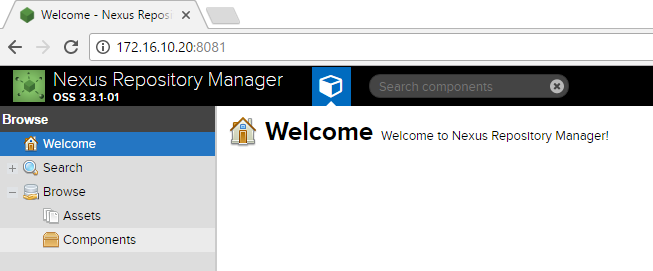 Welcome - Nexus Repos
172.16.10.20:8081
Nexus Repository Manager
OSS 3.3.1-01
Search components
Browse
Welcome
Search
Browse
Assets
Components
Welcome Welcome to Nexus Repository Manager!